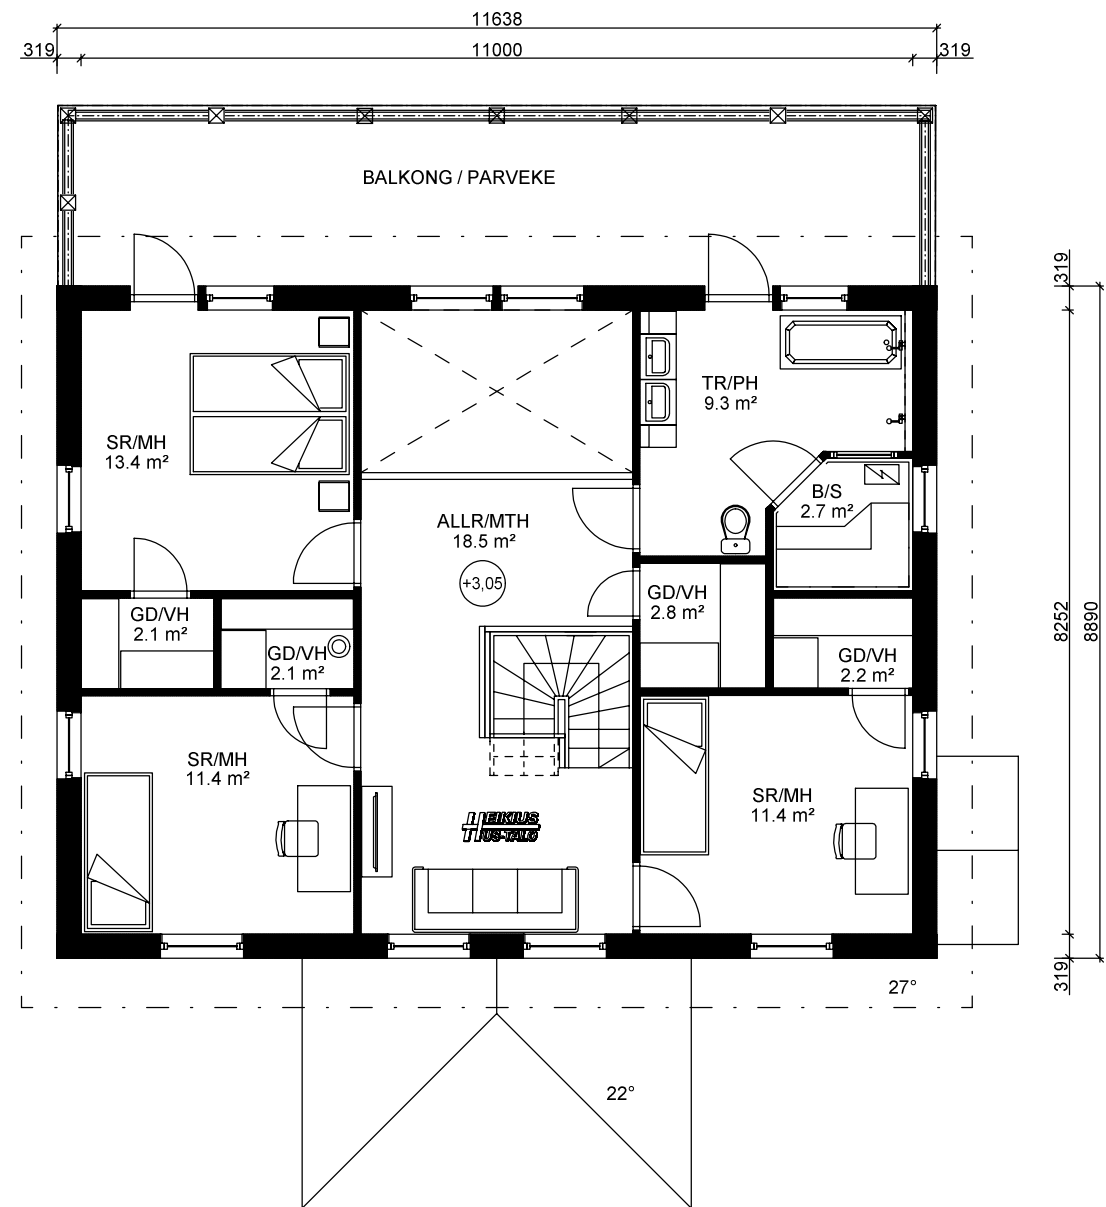 11638
319
11000
319
BALKONG / PARVEKE
319
TR/PH
9.3 m²
SR/MH
13.4 m²
B/S
2.7 m²
ALLR/MTH
18.5 m²
+3,05
GD/VH
2.8 m²
GD/VH
2.1 m²
GD/VH
2.1 m²
GD/VH
2.2 m²
8252
8890
SR/MH
11.4 m²
SR/MH
11.4 m²
HEIKIUS
HUS-TALO
319
27°
22°